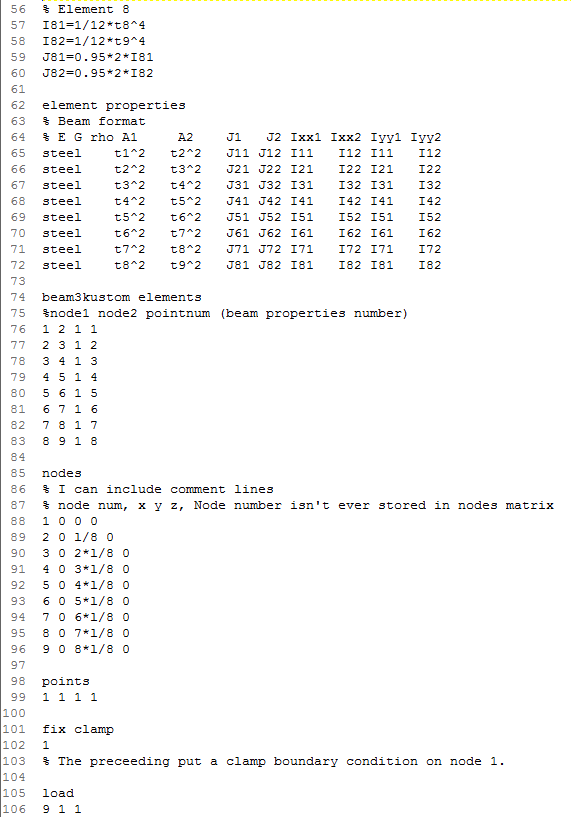 56 % Element 8
57 I81=1/12*t8^4
58 I82=1/12*t9^4
59 J81=0.95*2*I81
60 J82=0.95*2*I82
61
62 element properties
63 % Beam format
64 % E G rho A1 A2 J1 J2 Ixx1 Ixx2 Iyy1 Iyy2
65 steel t1^2 t2^2 J11 J12 I11 I12 I11 I12
66 steel t2^2 t3^2 J21 J22 I21 I22 I21 I22
67 steel t3^2 t4^2 J31 J32 I31 I32 I31 I32
68 steel t4^2 t5^2 J41 J42 I41 I42 I41 I42
69 steel t5^2 t6^2 J51 J52 I51 I52 I51 I52
70 steel t6^2 t7^2 J61 J62 I61 I62 I61 I62
71 steel t7^2 t8^2 J71 J72 I71 I72 I71 I72
72 steel t8^2 t9^2 J81 J82 I81 I82 I81 I82
73
74 beam3kustom elements
75 %node1 node2 pointnum (beam properties number)
76 1 2 1 1
77 2 3 1 2
78 3 4 1 3
79 4 5 1 4
80 5 6 1 5
81 6 7 1 6
82 7 8 1 7
83 8 9 1 8
84
85 nodes
86 % I can include comment lines
87 % node num, x y z, Node number isn't ever stored in nodes matrix
88 1 0 0 0
89 2 0 l/8 0
90 3 0 2*l/8 0
91 4 0 3*l/8 0
92 5 0 4*l/8 0
93 6 0 5*l/8 0
94 7 0 6*l/8 0
95 8 0 7*l/8 0
96 9 0 8*l/8 0
97
98 points
99 1 1 1 1
100
101 fix clamp
102 1
103 % The preceeding put a clamp boundary condition on node 1.
104
105 load
106 9 1 1